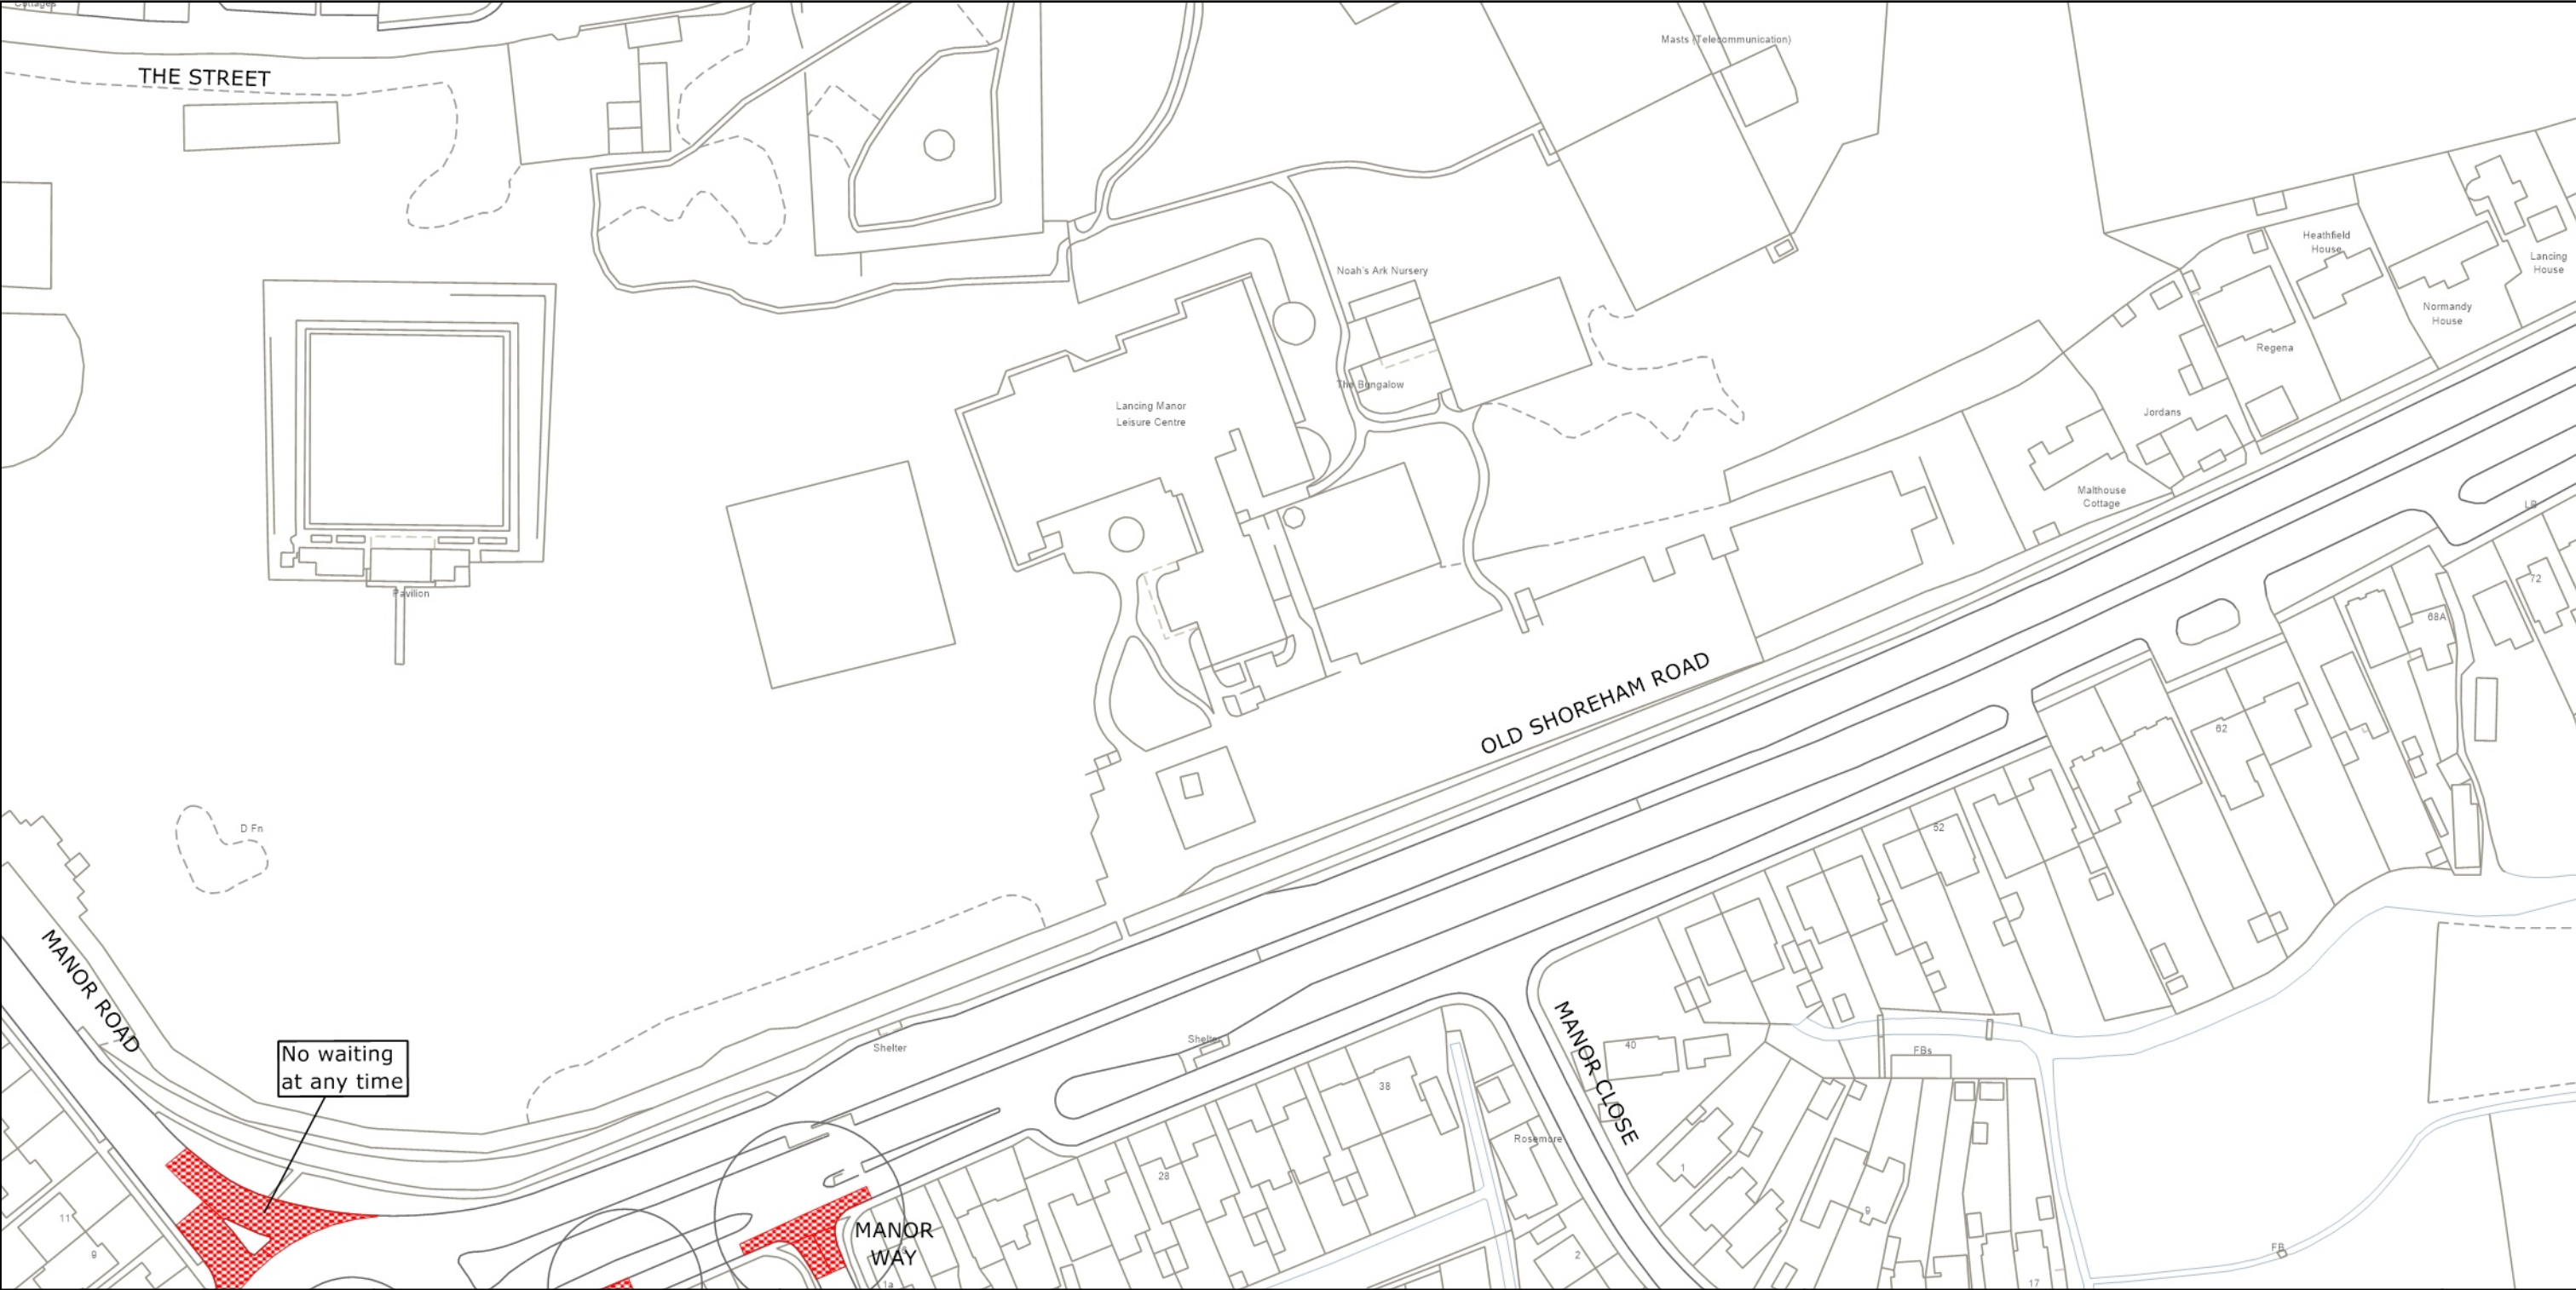 Cottages
THE STREET
Masts (Telecommunication)
Heathfield
House
Lancing
House
Noah's Ark Nursery
Normandy
House
Regena
The Bungalow
Lancing Manor
Leisure Centre
Jordans
Malthouse
Cottage
LB
72
Pavilion
68A
OLD SHOREHAM ROAD
62
52
D Fn
MANOR ROAD
No waiting
at any time
Shelter
Shelter
MANOR CLOSE
40
FBs
38
Rosemore
28
1
11
9
9
MANOR
WAY
2
FB
1a
17